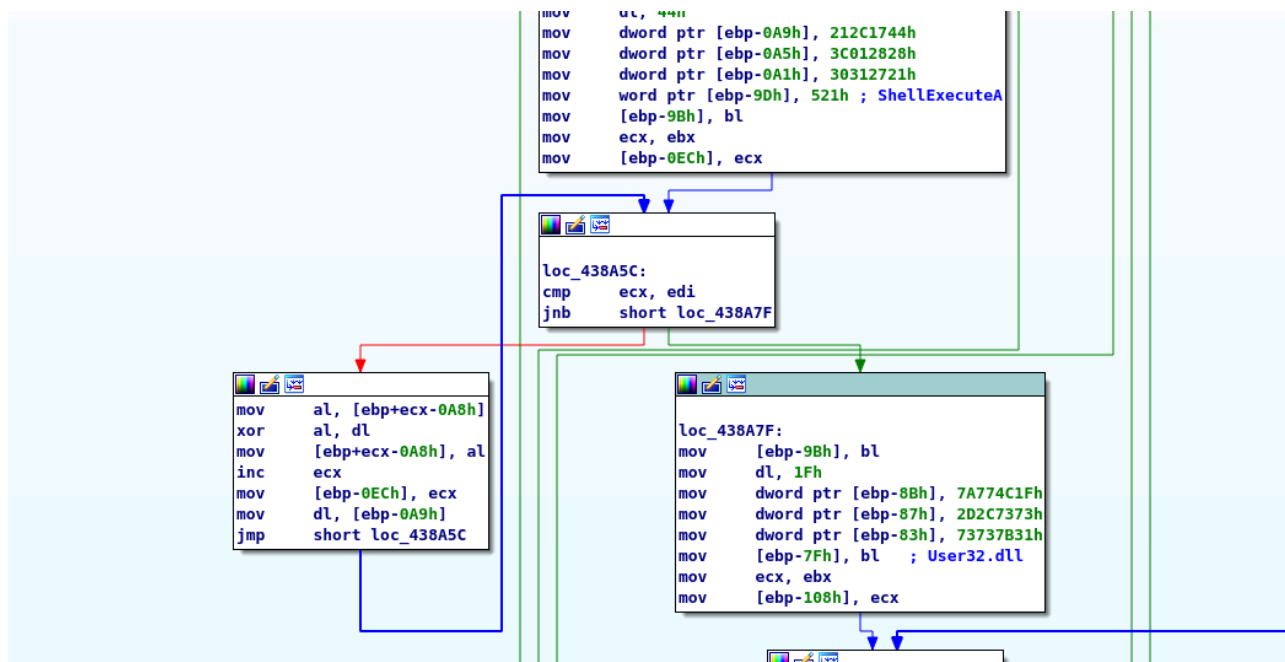 mov dl, 44h
mov dword ptr [ebp-0A9h], 212C1744h
mov dword ptr [ebp-0A5h], 3C012828h
mov dword ptr [ebp-0A1h], 30312721h
mov word ptr [ebp-9Dh], 521h ; ShellExecuteA
mov [ebp-9Bh], bl
mov ecx, ebx
mov [ebp-0ECh], ecx
loc_438A5C:
cmp ecx, edi
jnb short loc_438A7F
mov al, [ebp+ecx-0A8h]
xor al, dl
mov [ebp+ecx-0A8h], al
inc ecx
mov [ebp-0ECh], ecx
mov dl, [ebp-0A9h]
jmp short loc_438A5C
loc_438A7F:
mov [ebp-9Bh], bl
mov dl, 1Fh
mov dword ptr [ebp-8Bh], 7A774C1Fh
mov dword ptr [ebp-87h], 2D2C7373h
mov dword ptr [ebp-83h], 73737B31h
mov [ebp-7Fh], bl ; User32.dll
mov ecx, ebx
mov [ebp-108h], ecx